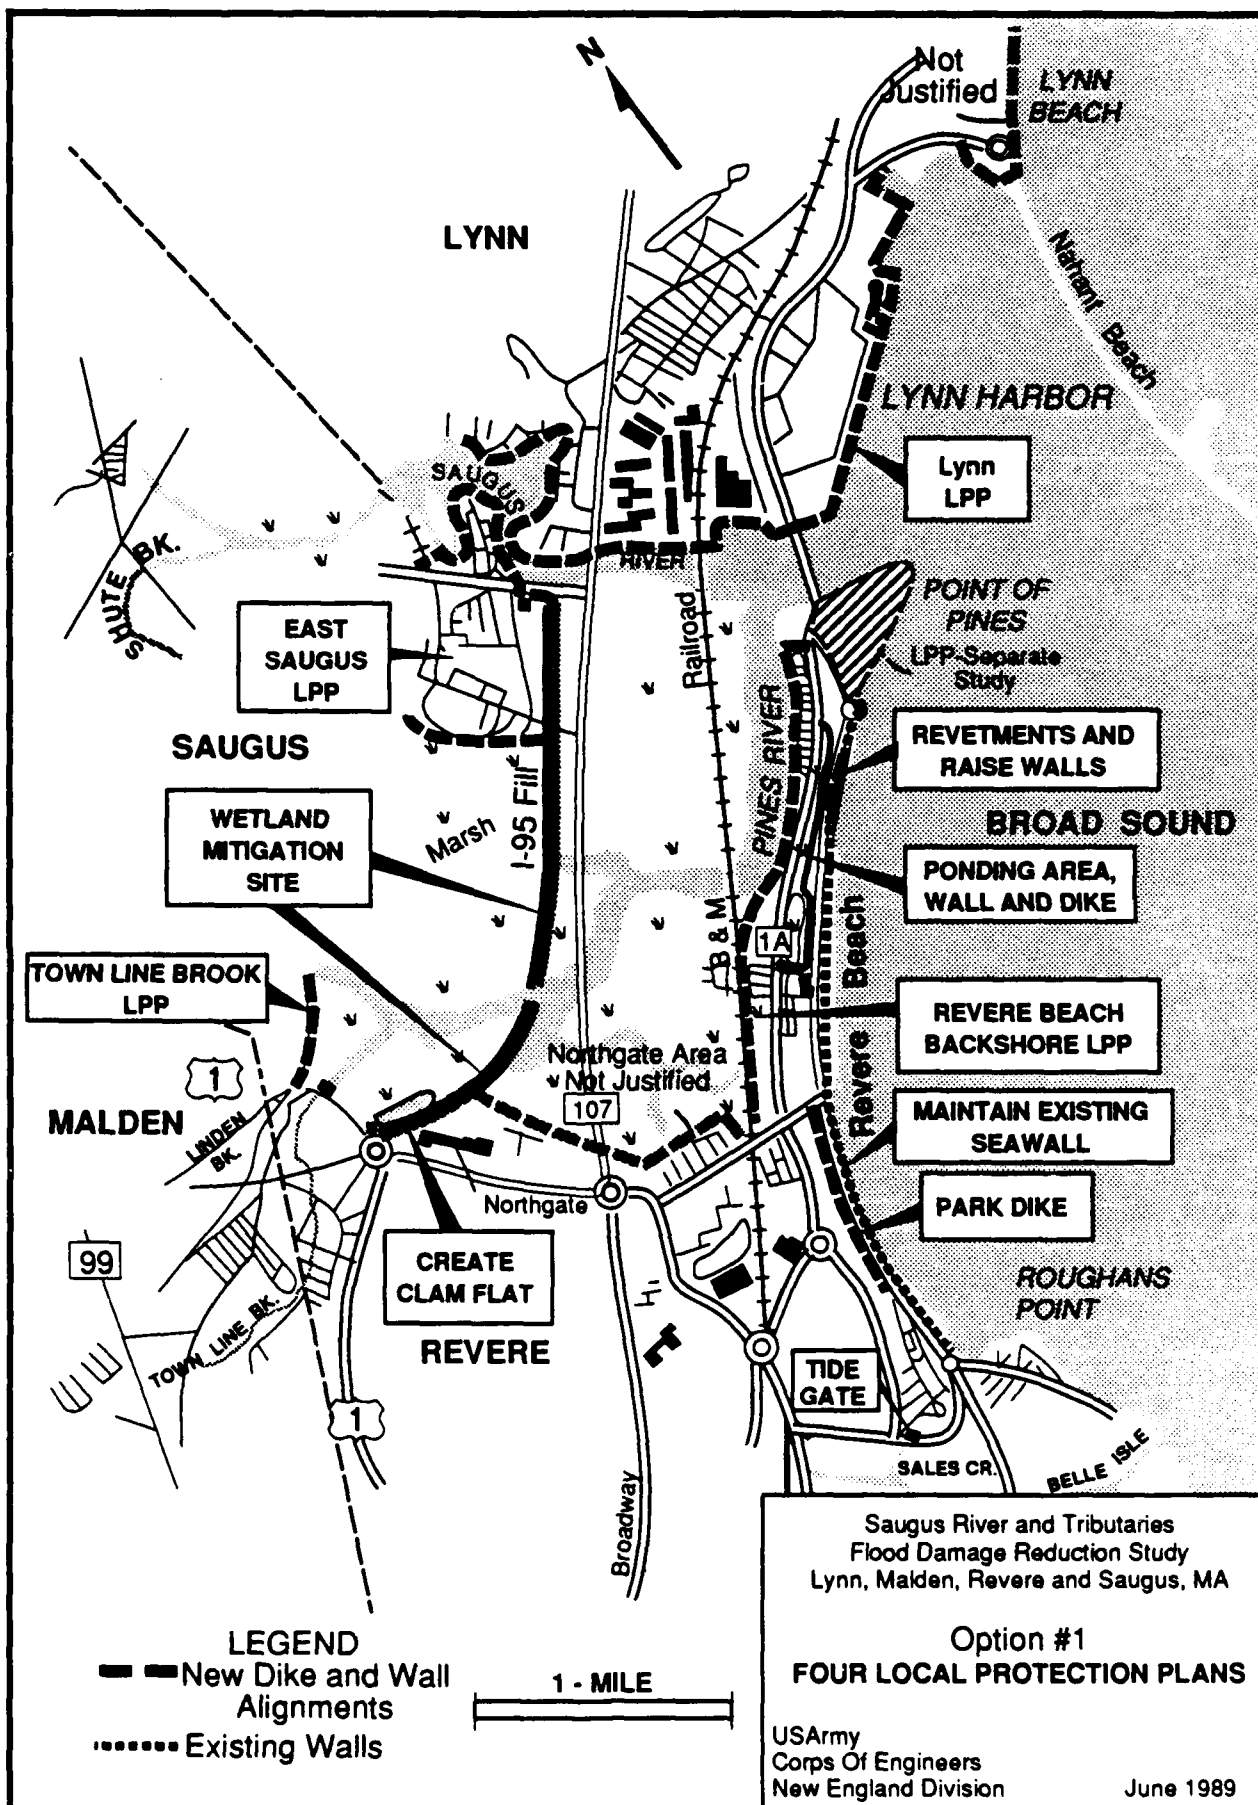 N
Not
Justified
LYNN
BEACH
LYNN
Nahant Beach
LYNN HARBOR
Lynn
LPP
SAUGUS
RIVER
SHUTE BK.
POINT OF
PINES
LPP-Separate
Study
EAST
SAUGUS
LPP
Railroad
PINES RIVER
REVETMENTS AND
RAISE WALLS
SAUGUS
I-95 Fill
WETLAND
MITIGATION
SITE
Marsh
BROAD SOUND
PONDING AREA,
WALL AND DIKE
B & M
1A
Revere Beach
TOWN LINE BROOK
LPP
REVERE BEACH
BACKSHORE LPP
1
Northgate Area
Not Justified
107
MALDEN
LINDEN
BK.
MAINTAIN EXISTING
SEAWALL
Northgate
PARK DIKE
99
CREATE
CLAM FLAT
ROUGHANS
POINT
TOWN LINE BK.
REVERE
TIDE
GATE
1
SALES CR.
BELLE ISLE
Broadway
Saugus River and Tributaries
Flood Damage Reduction Study
Lynn, Malden, Revere and Saugus, MA
Option #1
FOUR LOCAL PROTECTION PLANS
USArmy
Corps Of Engineers
New England Division June 1989
LEGEND
New Dike and Wall
Alignments
Existing Walls
1 - MILE